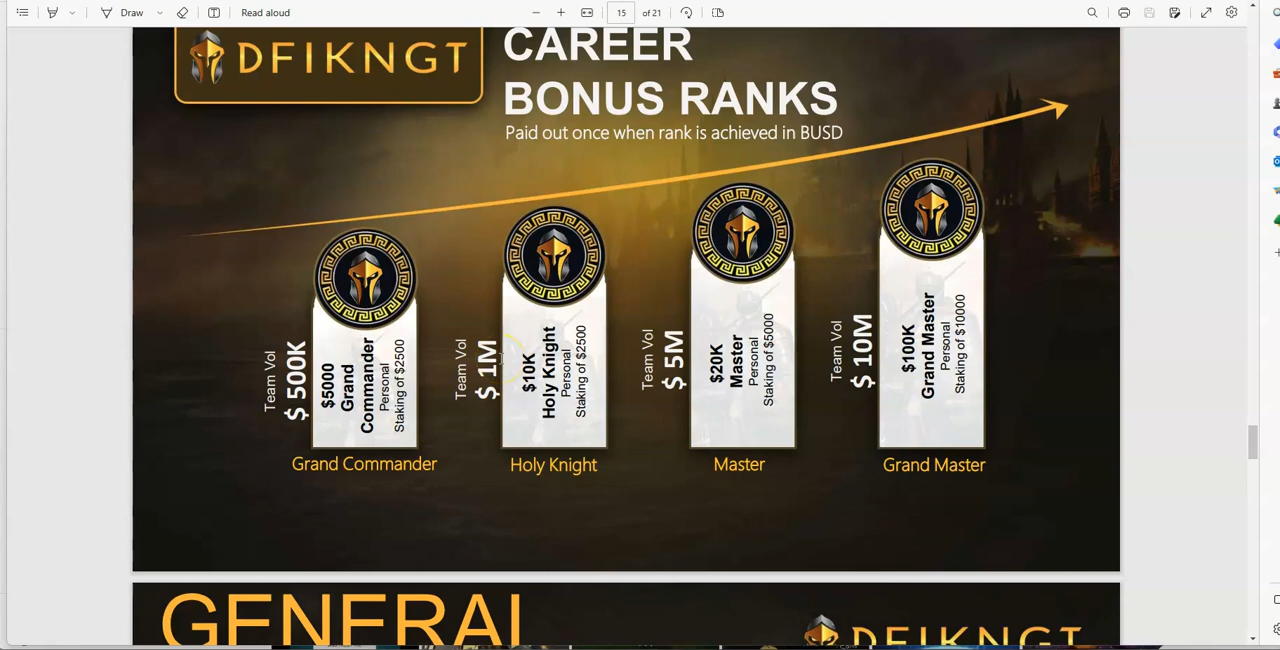 Draw
Read aloud
15
of 21
DFIKNGT
CAREER
BONUS RANKS
Paid out once when rank is achieved in BUSD
Team Vol
$ 500K
$5000
Grand
Commander
Personal
Staking of $2500
Grand Commander
Team Vol
$ 1M
$10K
Holy Knight
Personal
Staking of $2500
Holy Knight
Team Vol
$ 5M
$20K
Master
Personal
Staking of $5000
Master
Team Vol
$ 10M
$100K
Grand Master
Personal
Staking of $10000
Grand Master
GENERAL
DFIKNGT